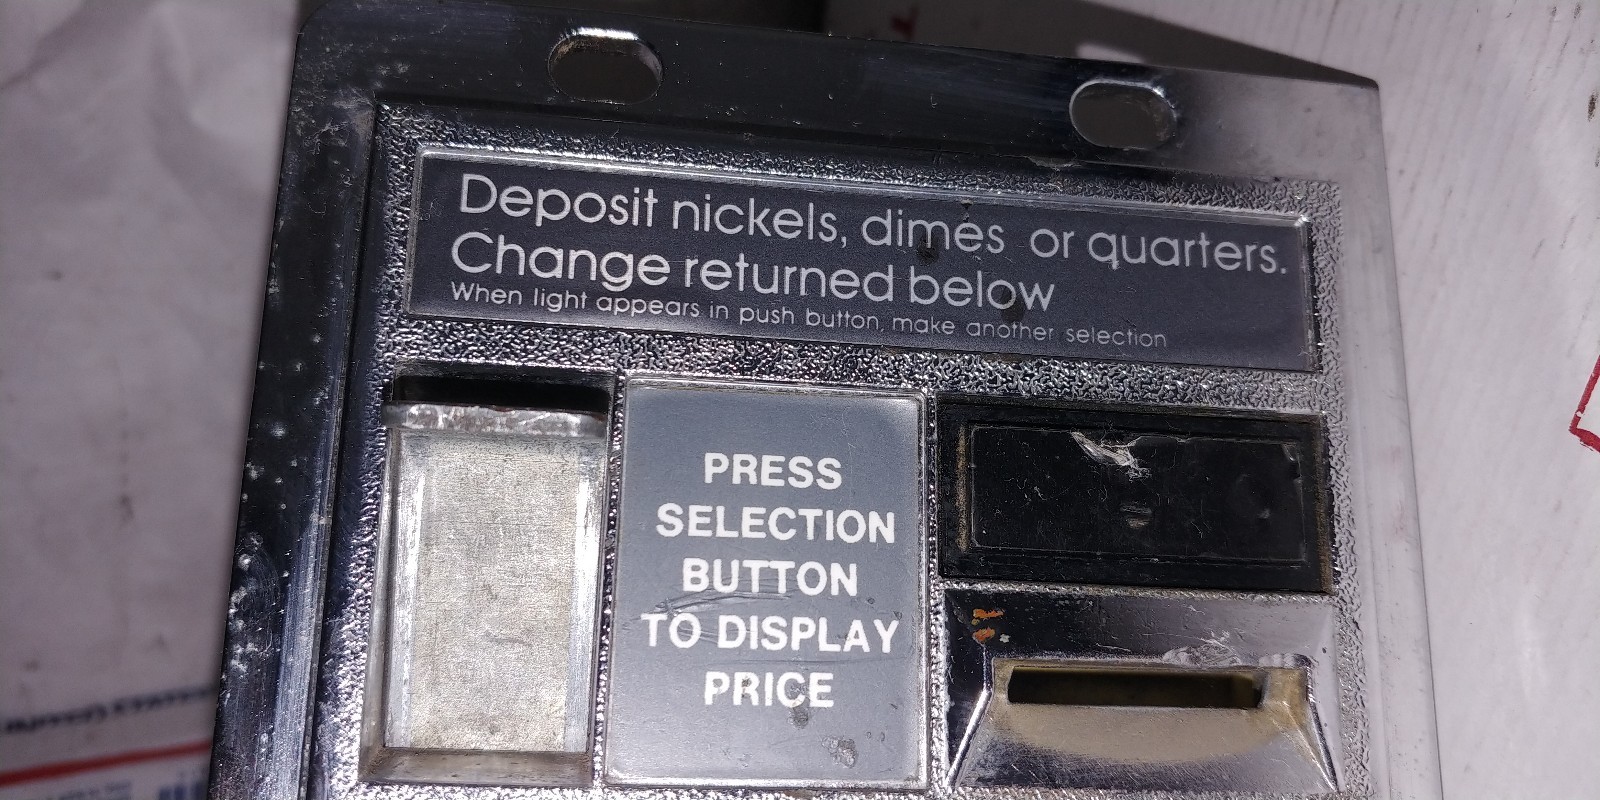 Deposit nickels, dimes or quarters.
Change returned below
When light appears in push button, make another selection
PRESS
SELECTION
BUTTON
TO DISPLAY
PRICE